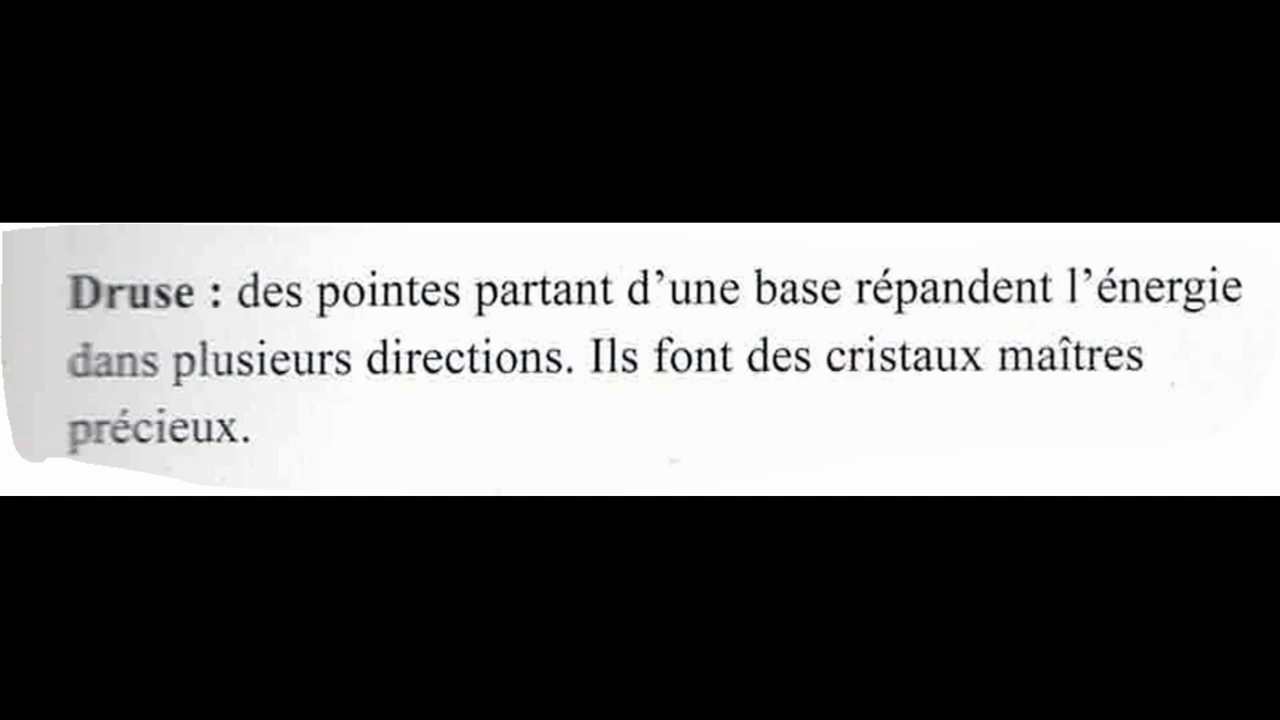 Druse : des pointes partant d’une base répandent l’énergie
dans plusieurs directions. Ils font des cristaux maîtres
précieux.